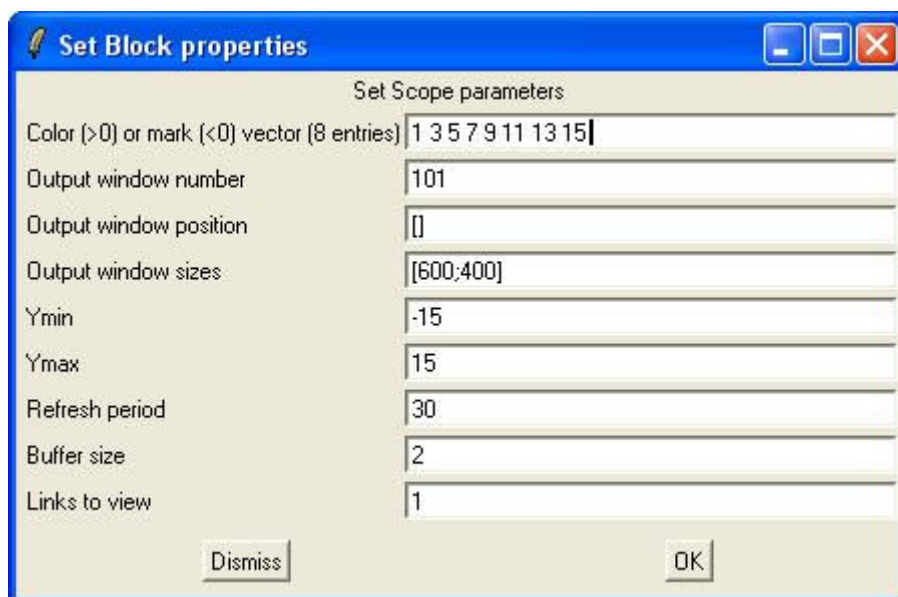 Set Block properties
Set Scope parameters
Color (>0) or mark (<0) vector (8 entries) 1 3 5 7 9 11 13 15
Output window number 101
Output window position []
Output window sizes [600;400]
Ymin -15
Ymax 15
Refresh period 30
Buffer size 2
Links to view 1
Dismiss OK